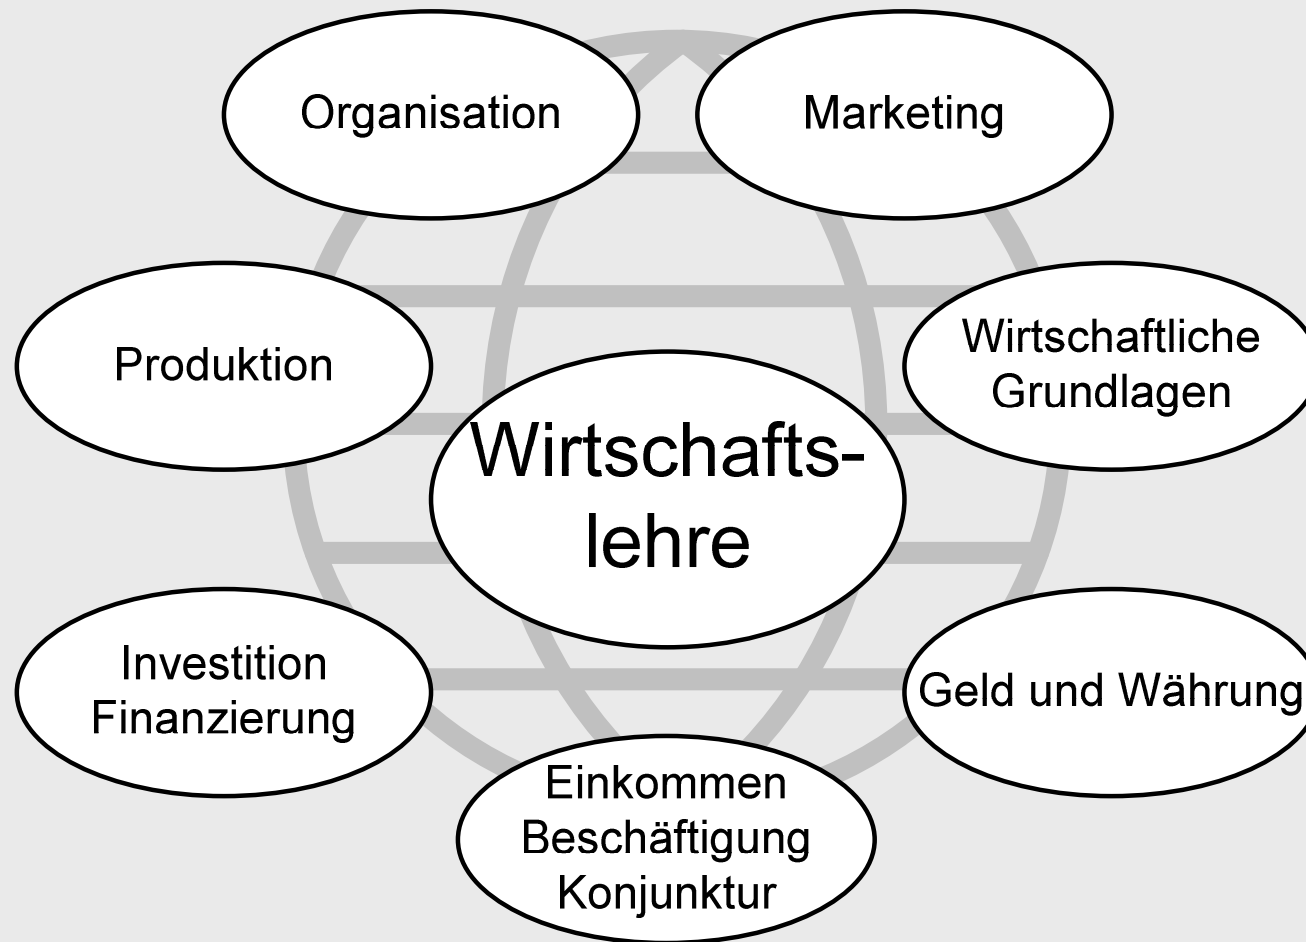 Organisation
Marketing
Produktion
Wirtschaftliche
Grundlagen
Wirtschafts-
lehre
Investition
Finanzierung
Geld und Währung
Einkommen
Beschäftigung
Konjunktur